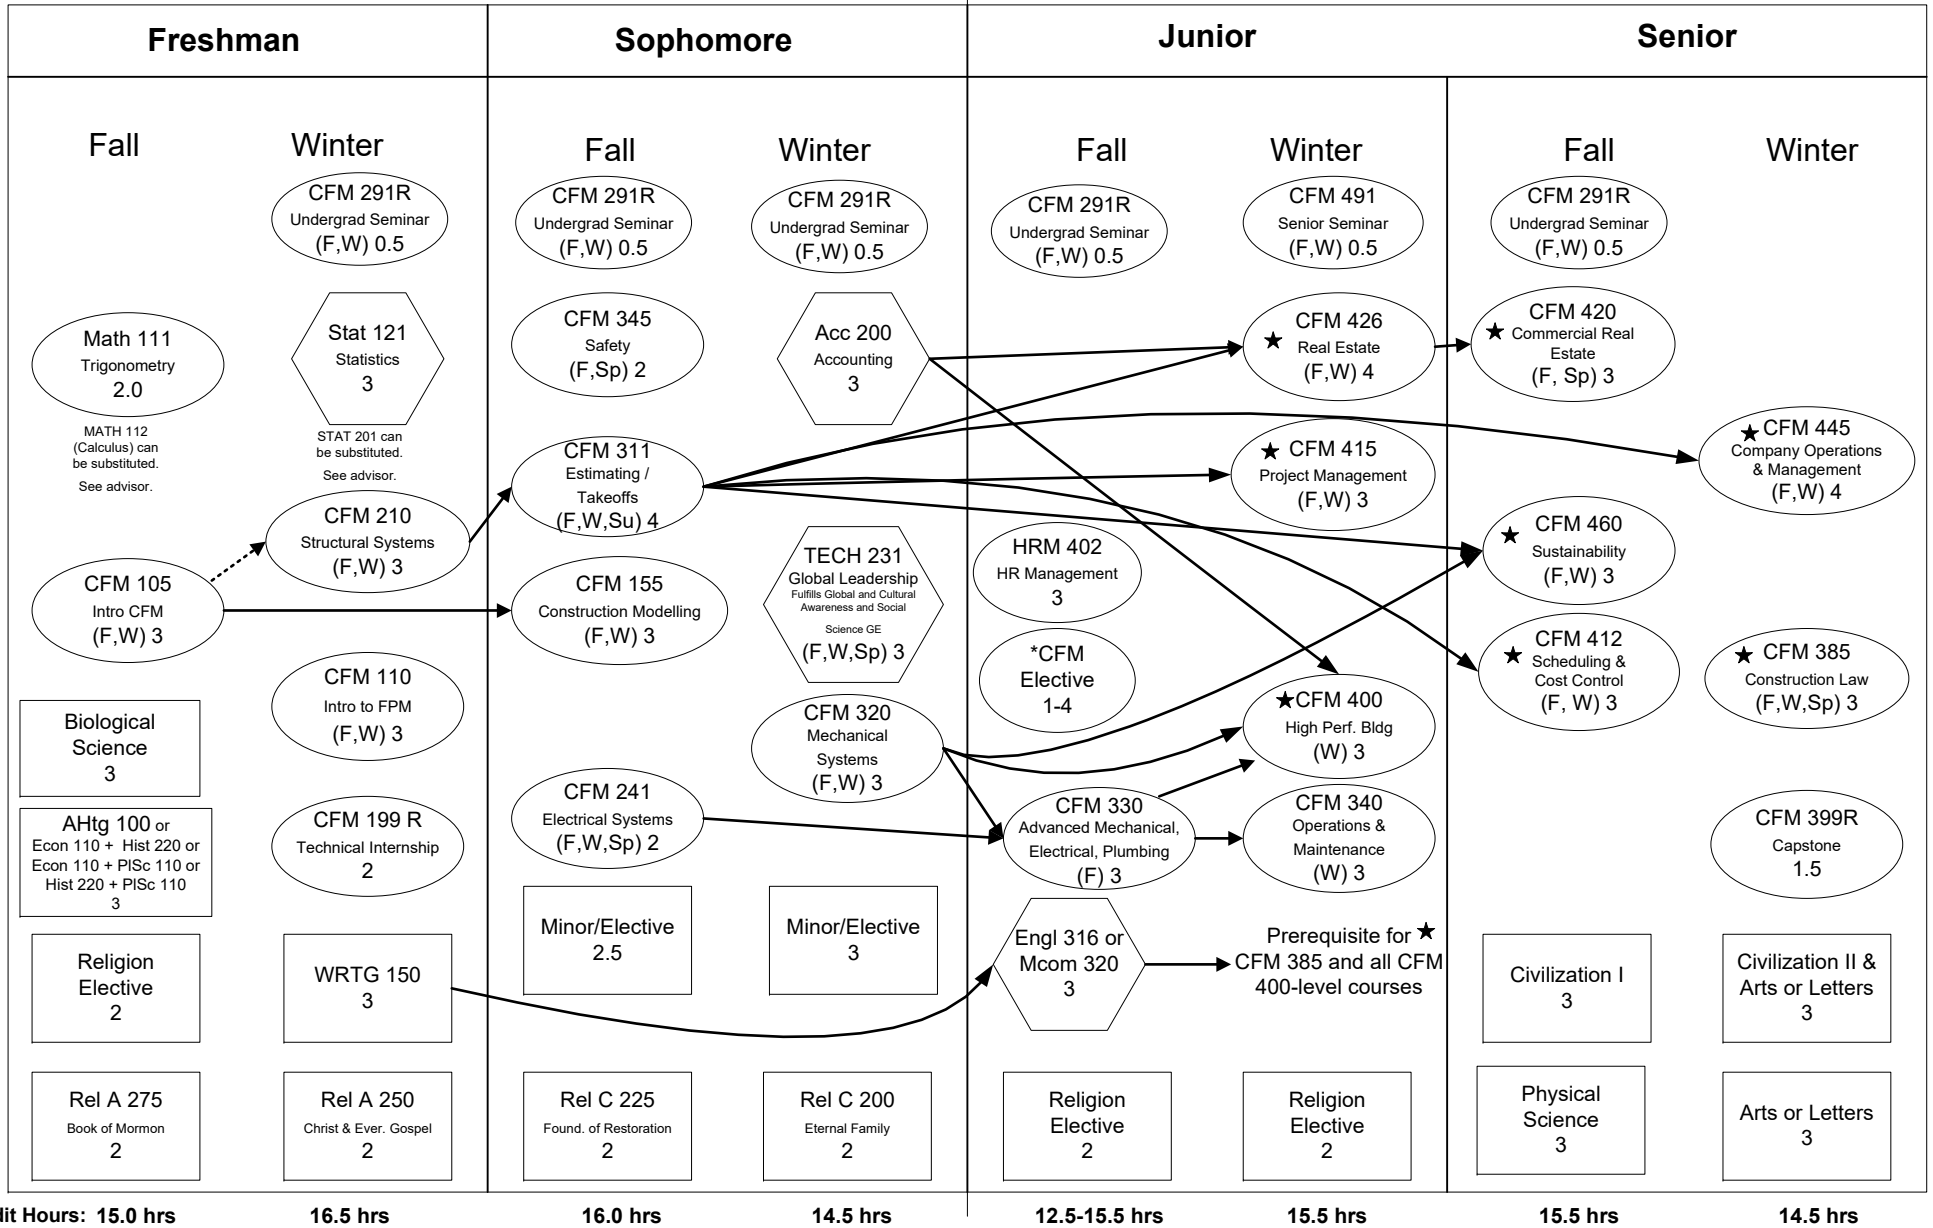 Freshman
Sophomore
Junior
Senior
Fall
Winter
Fall
Winter
Fall
Winter
Fall
Winter
Math 111
Trigonometry
2.0
MATH 112
(Calculus) can
be substituted.
See advisor.
CFM 105
Intro CFM
(F,W) 3
Biological
Science
3
AHtg 100 or
Econ 110 + Hist 220 or
Econ 110 + PlSc 110 or
Hist 220 + PlSc 110
3
Religion
Elective
2
Rel A 275
Book of Mormon
2
CFM 291R
Undergrad Seminar
(F,W) 0.5
Stat 121
Statistics
3
STAT 201 can
be substituted.
See advisor.
CFM 210
Structural Systems
(F,W) 3
CFM 110
Intro to FPM
(F,W) 3
CFM 199 R
Technical Internship
2
WRTG 150
3
Rel A 250
Christ & Ever. Gospel
2
CFM 291R
Undergrad Seminar
(F,W) 0.5
CFM 345
Safety
(F,Sp) 2
CFM 311
Estimating /
Takeoffs
(F,W,Su) 4
CFM 155
Construction Modelling
(F,W) 3
CFM 241
Electrical Systems
(F,W,Sp) 2
Minor/Elective
2.5
Rel C 225
Found. of Restoration
2
CFM 291R
Undergrad Seminar
(F,W) 0.5
Acc 200
Accounting
3
TECH 231
Global Leadership
Fulfills Global and Cultural
Awareness and Social
Science GE
(F,W,Sp) 3
CFM 320
Mechanical
Systems
(F,W) 3
Minor/Elective
3
Rel C 200
Eternal Family
2
CFM 291R
Undergrad Seminar
(F,W) 0.5
HRM 402
HR Management
3
*CFM
Elective
1-4
CFM 330
Advanced Mechanical,
Electrical, Plumbing
(F) 3
Engl 316 or
Mcom 320
3
Religion
Elective
2
CFM 491
Senior Seminar
(F,W) 0.5
★ CFM 426
Real Estate
(F,W) 4
★ CFM 415
Project Management
(F,W) 3
★CFM 400
High Perf. Bldg
(W) 3
CFM 340
Operations &
Maintenance
(W) 3
Prerequisite for ★
CFM 385 and all CFM
400-level courses
Religion
Elective
2
CFM 291R
Undergrad Seminar
(F,W) 0.5
CFM 420
★ Commercial Real
Estate
(F, Sp) 3
CFM 460
★ Sustainability
(F,W) 3
CFM 412
★ Scheduling &
Cost Control
(F, W) 3
Civilization I
3
Physical
Science
3
★ CFM 445
Company Operations
& Management
(F,W) 4
★ CFM 385
Construction Law
(F,W,Sp) 3
CFM 399R
Capstone
1.5
Civilization II &
Arts or Letters
3
Arts or Letters
3
dit Hours: 15.0 hrs
16.5 hrs
16.0 hrs
14.5 hrs
12.5-15.5 hrs
15.5 hrs
15.5 hrs
14.5 hrs